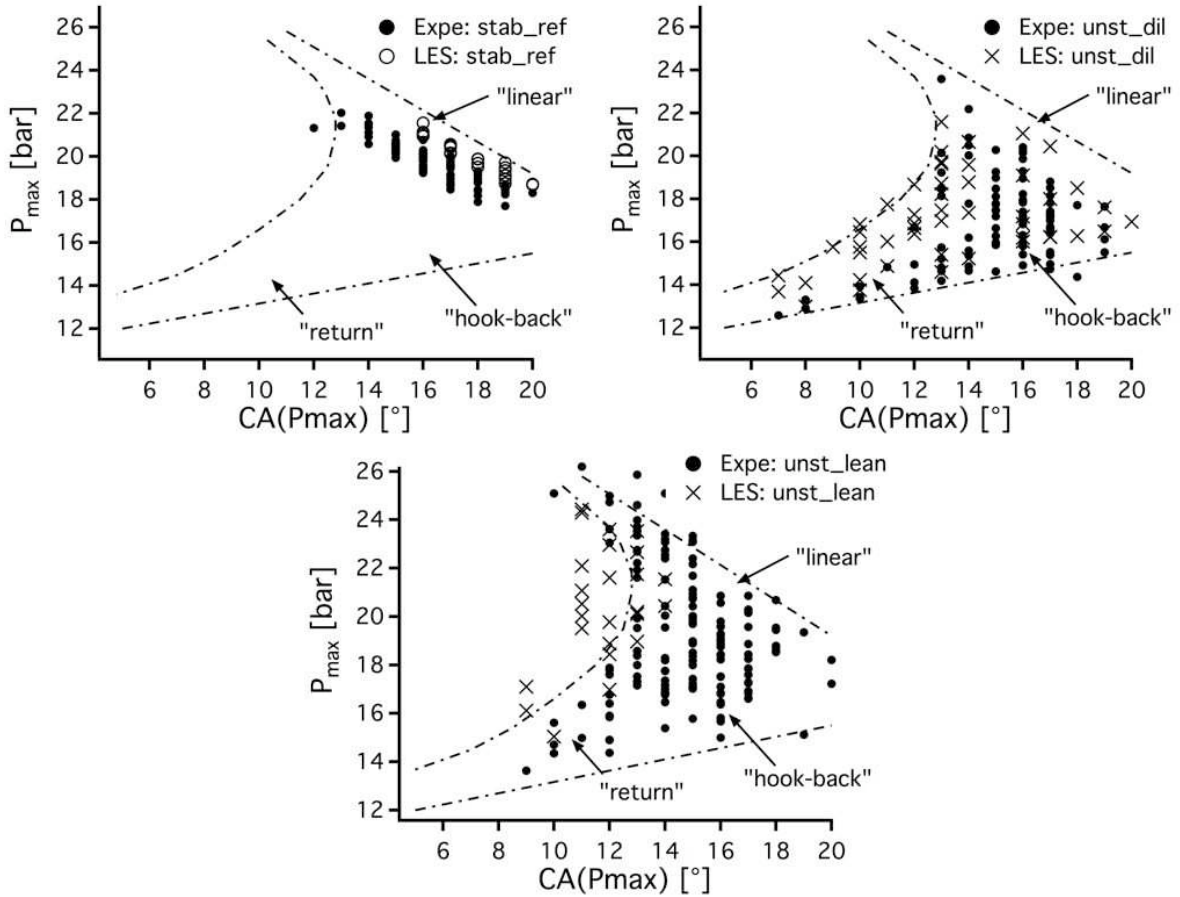 26
24
22
20
18
16
14
12
P_max [bar]
Expe: stab_ref
LES: stab_ref
"linear"
"hook-back"
"return"
6 8 10 12 14 16 18 20
CA(Pmax) [°]
26
24
22
20
18
16
14
12
P_max [bar]
Expe: unst_dil
LES: unst_dil
"linear"
"hook-back"
"return"
6 8 10 12 14 16 18 20
CA(Pmax) [°]
26
24
22
20
18
16
14
12
P_max [bar]
Expe: unst_lean
LES: unst_lean
"linear"
"hook-back"
"return"
6 8 10 12 14 16 18 20
CA(Pmax) [°]